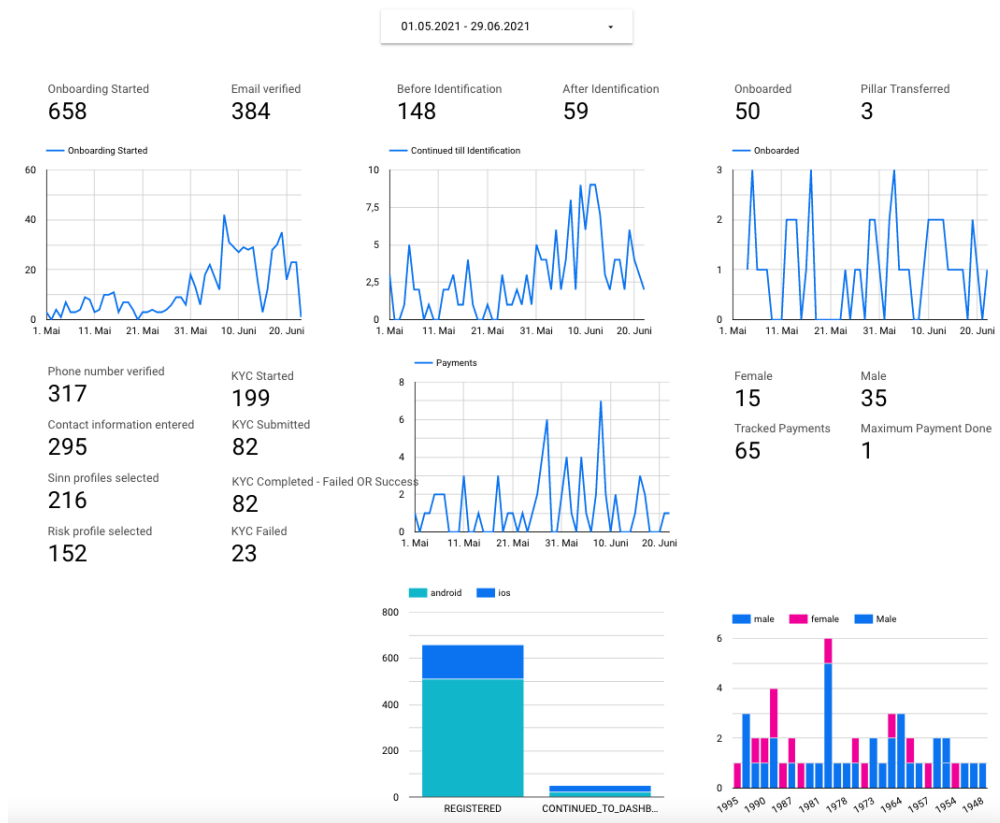 01.05.2021 - 29.06.2021
Onboarding Started
658
Email verified
384
Before Identification
148
After Identification
59
Onboarded
50
Pillar Transferred
3
Onboarding Started
60
40
20
0
1. Mai 11. Mai 21. Mai 31. Mai 10. Juni 20. Juni
Continued till Identification
10
7,5
5
2,5
0
1. Mai 11. Mai 21. Mai 31. Mai 10. Juni 20. Juni
Onboarded
3
2
1
0
1. Mai 11. Mai 21. Mai 31. Mai 10. Juni 20. Juni
Phone number verified
317
KYC Started
199
Contact information entered
295
KYC Submitted
82
Sinn profiles selected
216
KYC Completed - Failed OR Success
82
Risk profile selected
152
KYC Failed
23
Payments
8
6
4
2
0
1. Mai 11. Mai 21. Mai 31. Mai 10. Juni 20. Juni
Female
15
Male
35
Tracked Payments
65
Maximum Payment Done
1
android ios
800
600
400
200
0
REGISTERED CONTINUED_TO_DASHB...
male female Male
6
4
2
0
1995 1990 1987 1981 1978 1973 1964 1957 1954 1948